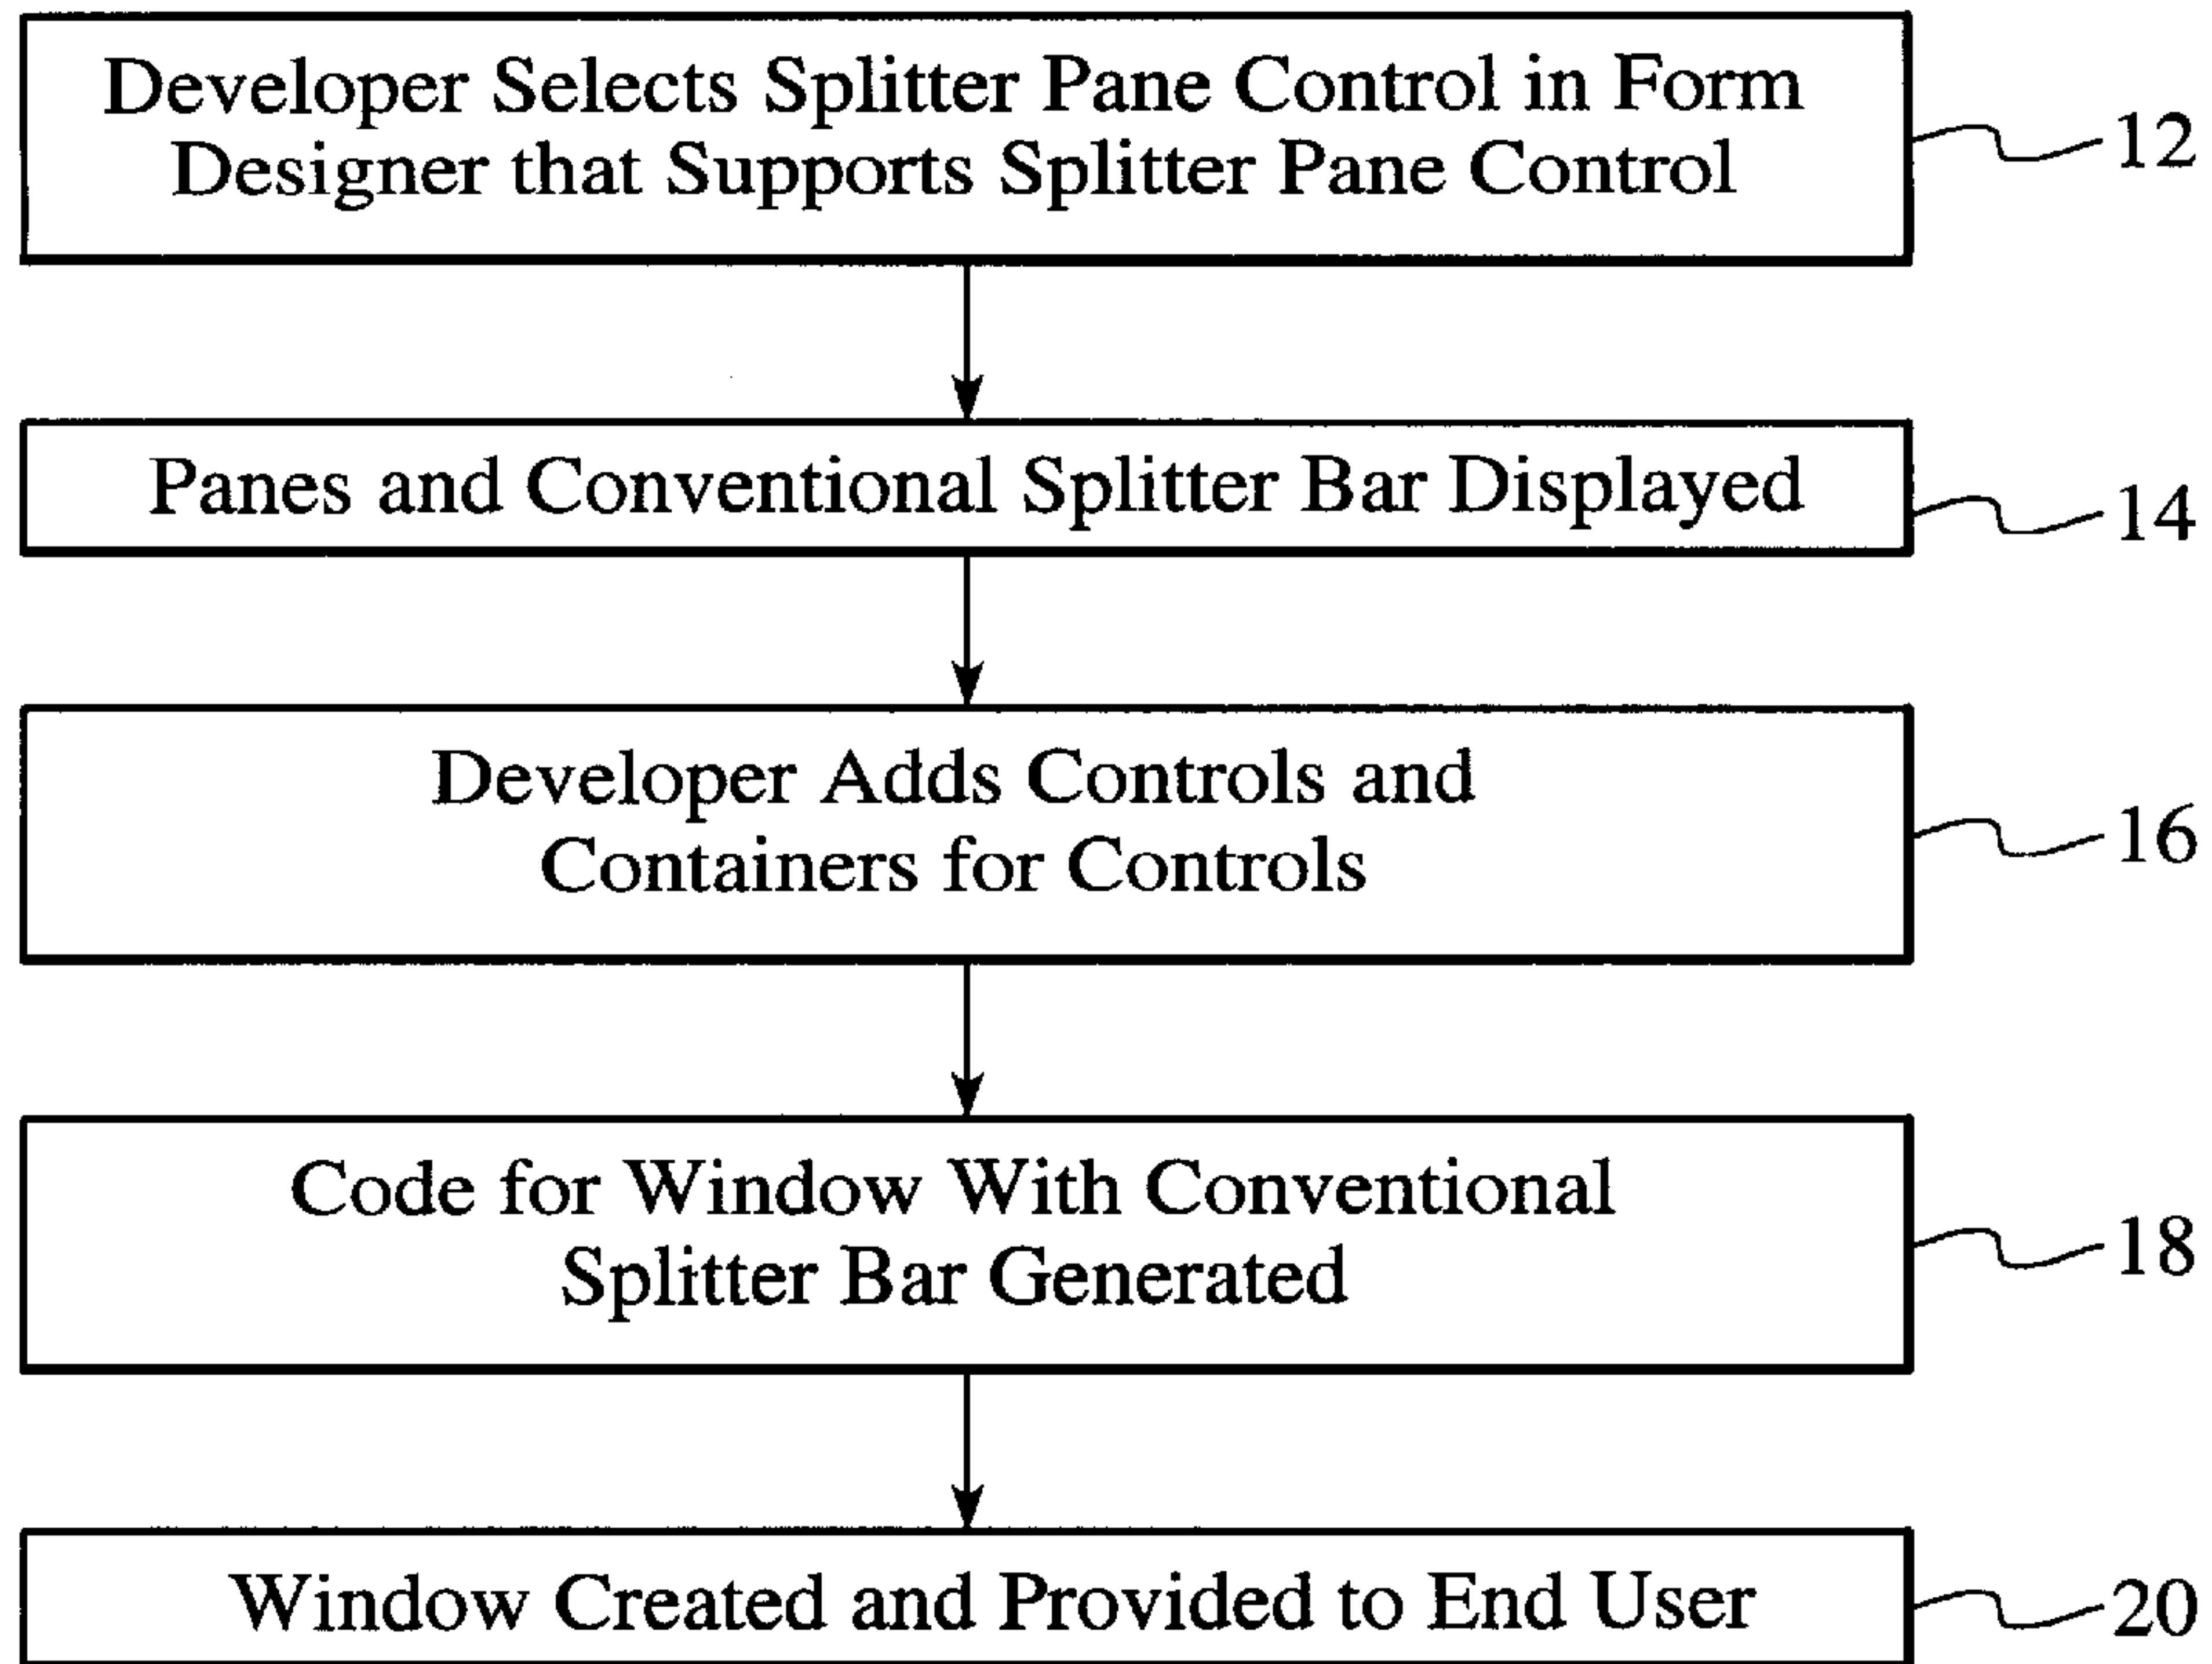 Developer Selects Splitter Pane Control in Form
Designer that Supports Splitter Pane Control
12
Panes and Conventional Splitter Bar Displayed
14
Developer Adds Controls and
Containers for Controls
16
Code for Window With Conventional
Splitter Bar Generated
18
Window Created and Provided to End User
20